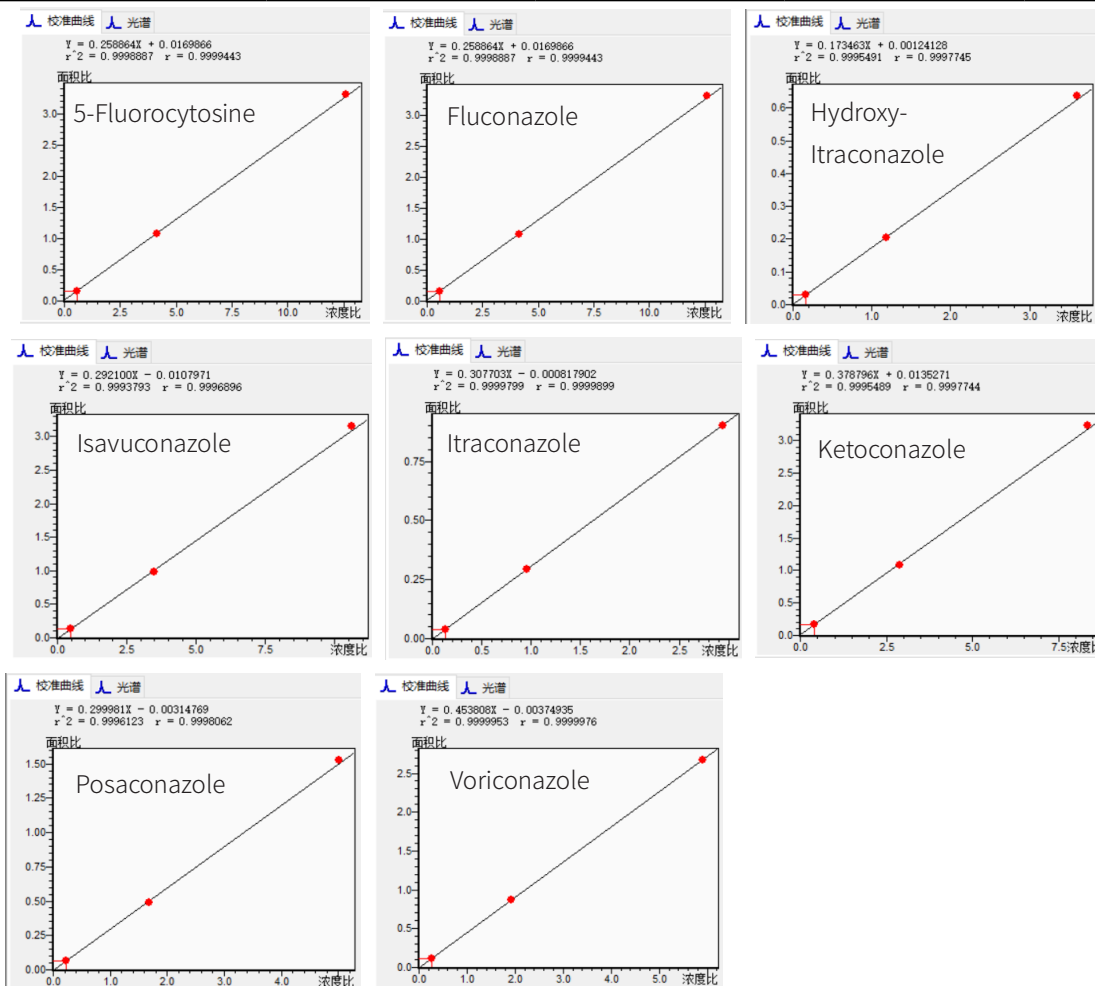 校准曲线 光谱
Y = 0.258864X + 0.0169866
r^2 = 0.9998887 r = 0.9999443
面积比
5-Fluorocytosine
3.0
2.5
2.0
1.5
1.0
0.5
0.0
0.0 2.5 5.0 7.5 10.0 浓度比
校准曲线 光谱
Y = 0.258864X + 0.0169866
r^2 = 0.9998887 r = 0.9999443
面积比
Fluconazole
3.0
2.5
2.0
1.5
1.0
0.5
0.0
0.0 2.5 5.0 7.5 10.0 浓度比
校准曲线 光谱
Y = 0.173463X + 0.00124128
r^2 = 0.9995491 r = 0.9997745
面积比
Hydroxy-
Itraconazole
0.6
0.5
0.4
0.3
0.2
0.1
0.0
0.0 1.0 2.0 3.0 浓度比
校准曲线 光谱
Y = 0.292100X - 0.0107971
r^2 = 0.9993793 r = 0.9996896
面积比
Isavuconazole
3.0
2.5
2.0
1.5
1.0
0.5
0.0
0.0 2.5 5.0 7.5 浓度比
校准曲线 光谱
Y = 0.307703X - 0.000817902
r^2 = 0.9999799 r = 0.9999899
面积比
Itraconazole
0.75
0.50
0.25
0.00
0.0 0.5 1.0 1.5 2.0 2.5 浓度比
校准曲线 光谱
Y = 0.378796X + 0.0135271
r^2 = 0.9995489 r = 0.9997744
面积比
Ketoconazole
3.0
2.5
2.0
1.5
1.0
0.5
0.0
0.0 2.5 5.0 7.5 浓度比
校准曲线 光谱
Y = 0.299981X - 0.00314769
r^2 = 0.9996123 r = 0.9998062
面积比
Posaconazole
1.50
1.25
1.00
0.75
0.50
0.25
0.00
0.0 1.0 2.0 3.0 4.0 浓度比
校准曲线 光谱
Y = 0.453808X - 0.00374935
r^2 = 0.9999953 r = 0.9999976
面积比
Voriconazole
2.5
2.0
1.5
1.0
0.5
0.0
0.0 1.0 2.0 3.0 4.0 5.0 浓度比